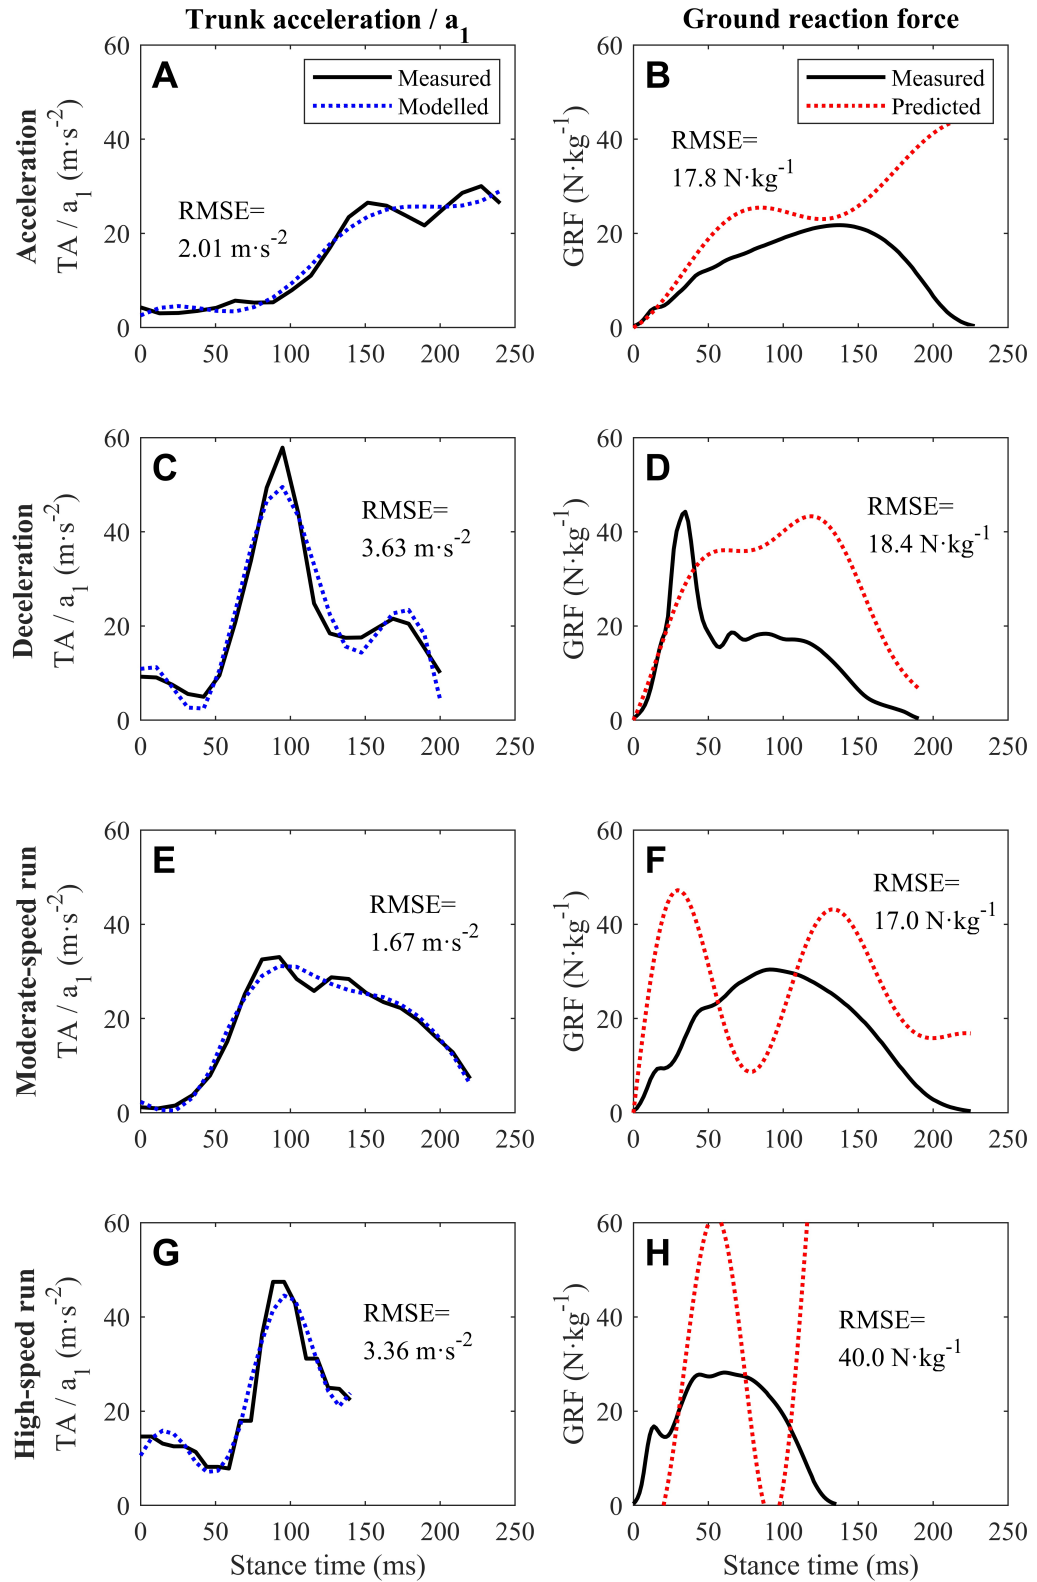 Trunk acceleration / a1
Ground reaction force
Acceleration
TA / a1 (m·s-2)
A
Measured
Modelled
RMSE=
2.01 m·s-2
60
40
20
0
0 50 100 150 200 250
GRF (N·kg-1)
B
Measured
Predicted
RMSE=
17.8 N·kg-1
60
40
20
0
0 50 100 150 200 250
Deceleration
TA / a1 (m·s-2)
C
RMSE=
3.63 m·s-2
60
40
20
0
0 50 100 150 200 250
GRF (N·kg-1)
D
RMSE=
18.4 N·kg-1
60
40
20
0
0 50 100 150 200 250
Moderate-speed run
TA / a1 (m·s-2)
E
RMSE=
1.67 m·s-2
60
40
20
0
0 50 100 150 200 250
GRF (N·kg-1)
F
RMSE=
17.0 N·kg-1
60
40
20
0
0 50 100 150 200 250
High-speed run
TA / a1 (m·s-2)
G
RMSE=
3.36 m·s-2
60
40
20
0
0 50 100 150 200 250
Stance time (ms)
GRF (N·kg-1)
H
RMSE=
40.0 N·kg-1
60
40
20
0
0 50 100 150 200 250
Stance time (ms)